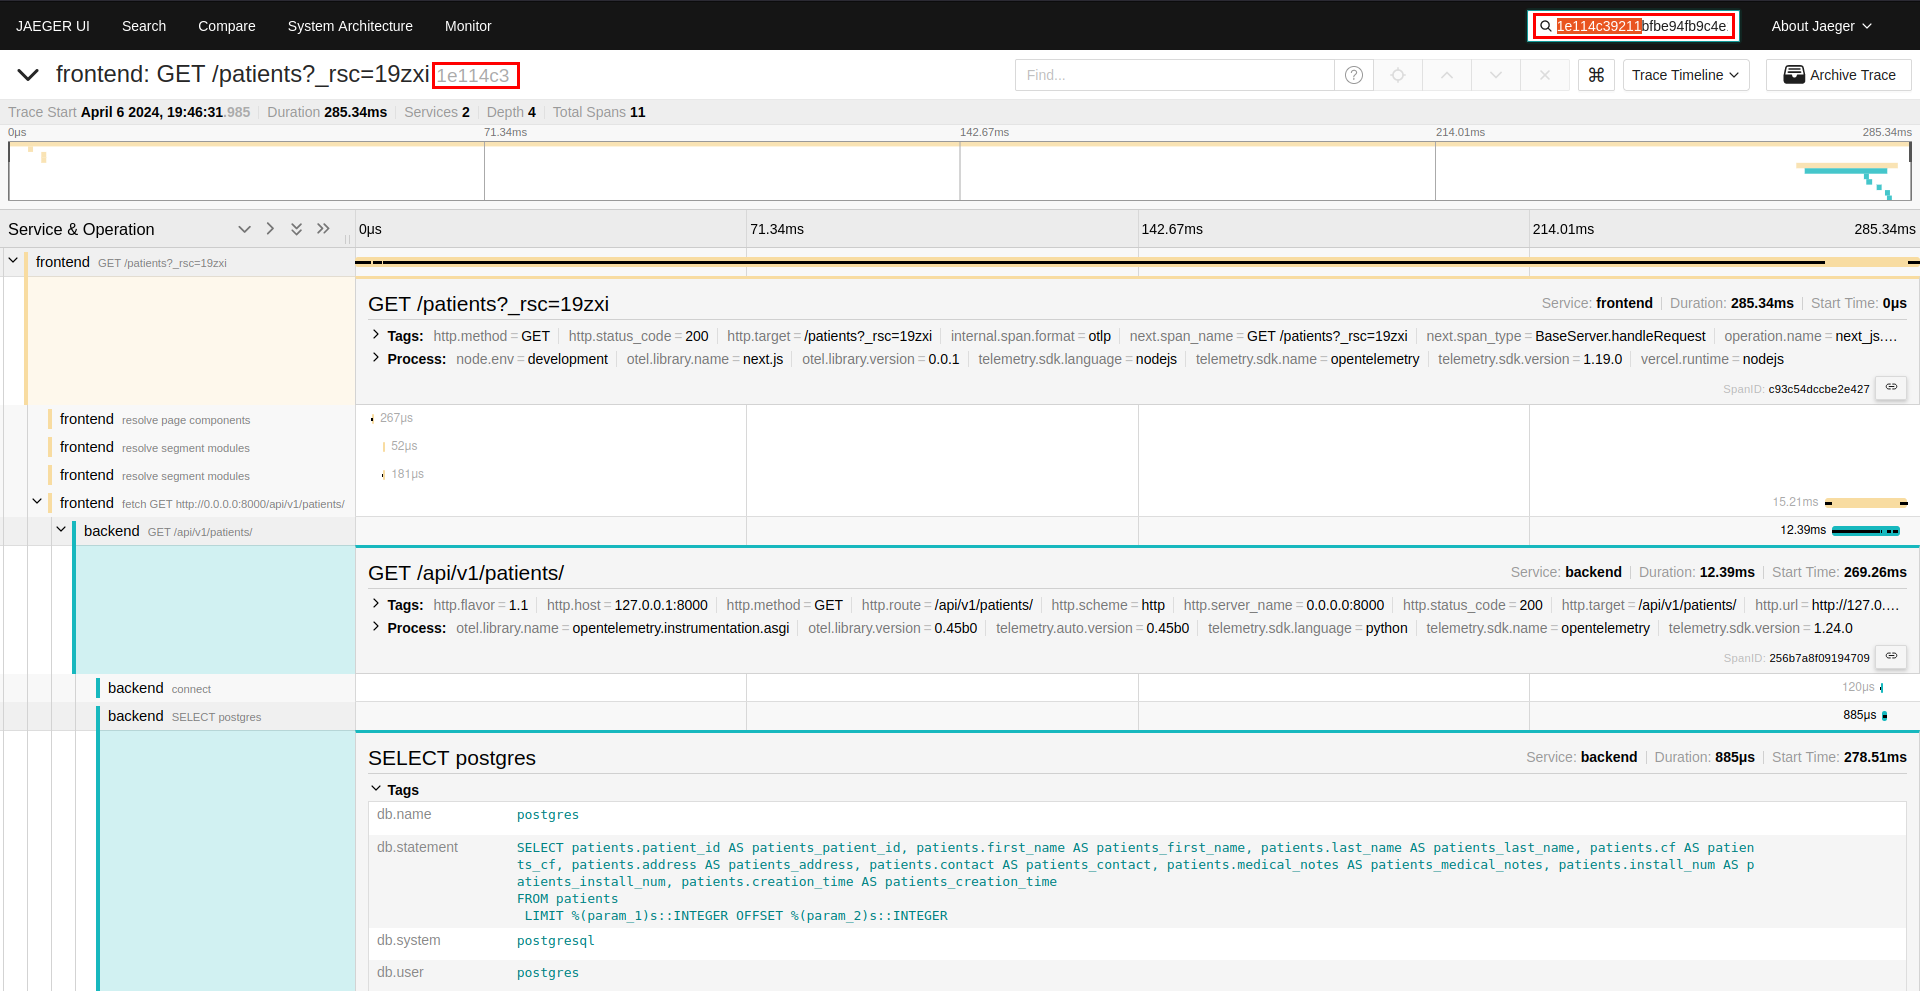 JAEGER UI Search Compare System Architecture Monitor 1e114c39211bfbe94fb9c4e About Jaeger
frontend: GET /patients?_rsc=19zxi 1e114c3 Find... ? ⌘ Trace Timeline Archive Trace
Trace Start April 6 2024, 19:46:31.985 Duration 285.34ms Services 2 Depth 4 Total Spans 11
0μs 71.34ms 142.67ms 214.01ms 285.34ms
Service & Operation 0μs 71.34ms 142.67ms 214.01ms 285.34ms
frontend GET /patients?_rsc=19zxi
GET /patients?_rsc=19zxi Service: frontend Duration: 285.34ms Start Time: 0μs
Tags: http.method = GET http.status_code = 200 http.target = /patients?_rsc=19zxi internal.span.format = otlp next.span_name = GET /patients?_rsc=19zxi next.span_type = BaseServer.handleRequest operation.name = next_js.…
Process: node.env = development otel.library.name = next.js otel.library.version = 0.0.1 telemetry.sdk.language = nodejs telemetry.sdk.name = opentelemetry telemetry.sdk.version = 1.19.0 vercel.runtime = nodejs
SpanID: c93c54dccbe2e427
frontend resolve page components 267μs
frontend resolve segment modules 52μs
frontend resolve segment modules 181μs
frontend fetch GET http://0.0.0.0:8000/api/v1/patients/ 15.21ms
backend GET /api/v1/patients/ 12.39ms
GET /api/v1/patients/ Service: backend Duration: 12.39ms Start Time: 269.26ms
Tags: http.flavor = 1.1 http.host = 127.0.0.1:8000 http.method = GET http.route = /api/v1/patients/ http.scheme = http http.server_name = 0.0.0.0:8000 http.status_code = 200 http.target = /api/v1/patients/ http.url = http://127.0.…
Process: otel.library.name = opentelemetry.instrumentation.asgi otel.library.version = 0.45b0 telemetry.auto.version = 0.45b0 telemetry.sdk.language = python telemetry.sdk.name = opentelemetry telemetry.sdk.version = 1.24.0
SpanID: 256b7a8f09194709
backend connect 120μs
backend SELECT postgres 885μs
SELECT postgres Service: backend Duration: 885μs Start Time: 278.51ms
Tags
db.name postgres
db.statement SELECT patients.patient_id AS patients_patient_id, patients.first_name AS patients_first_name, patients.last_name AS patients_last_name, patients.cf AS patien
ts_cf, patients.address AS patients_address, patients.contact AS patients_contact, patients.medical_notes AS patients_medical_notes, patients.install_num AS p
atients_install_num, patients.creation_time AS patients_creation_time
FROM patients
LIMIT %(param_1)s::INTEGER OFFSET %(param_2)s::INTEGER
db.system postgresql
db.user postgres